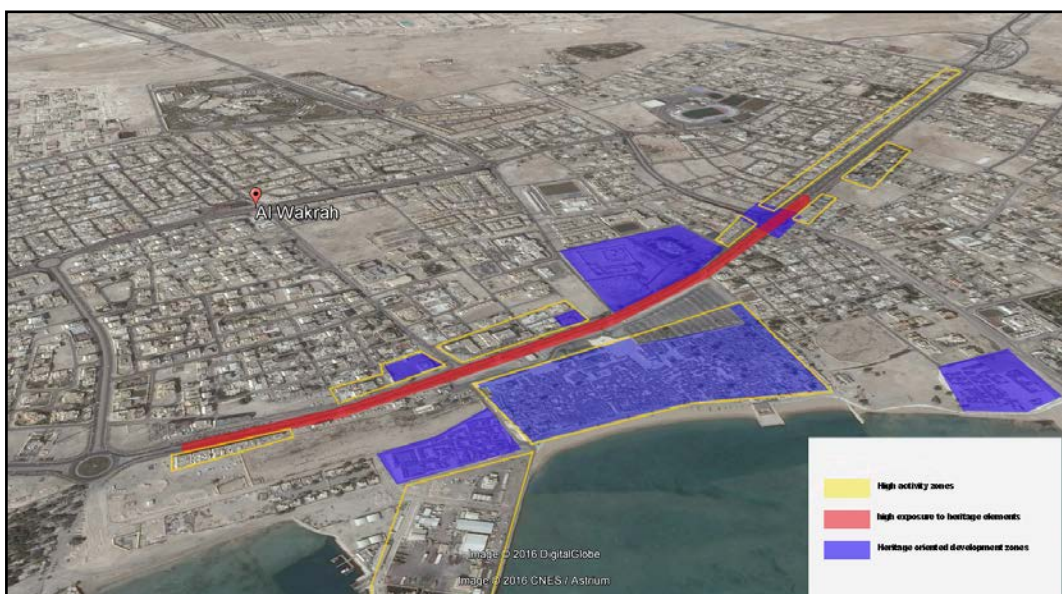 Al Wakrah
High activity zones
high exposure to heritage elements
Heritage oriented development zones
Image © 2016 DigitalGlobe
Image © 2016 CNES / Astrium